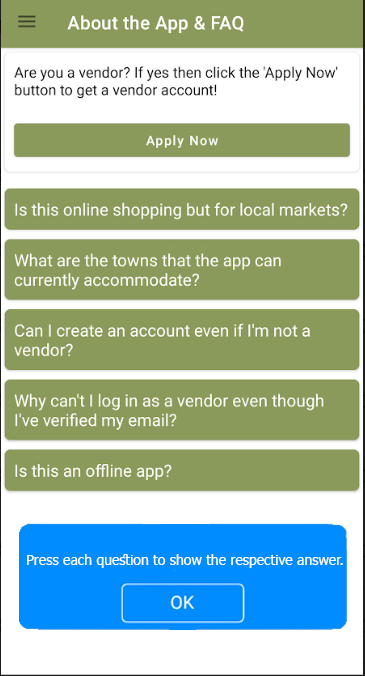 About the App & FAQ
Are you a vendor? If yes then click the 'Apply Now'
button to get a vendor account!
Apply Now
Is this online shopping but for local markets?
What are the towns that the app can
currently accommodate?
Can I create an account even if I'm not a
vendor?
Why can't I log in as a vendor even though
I've verified my email?
Is this an offline app?
Press each question to show the respective answer.
OK